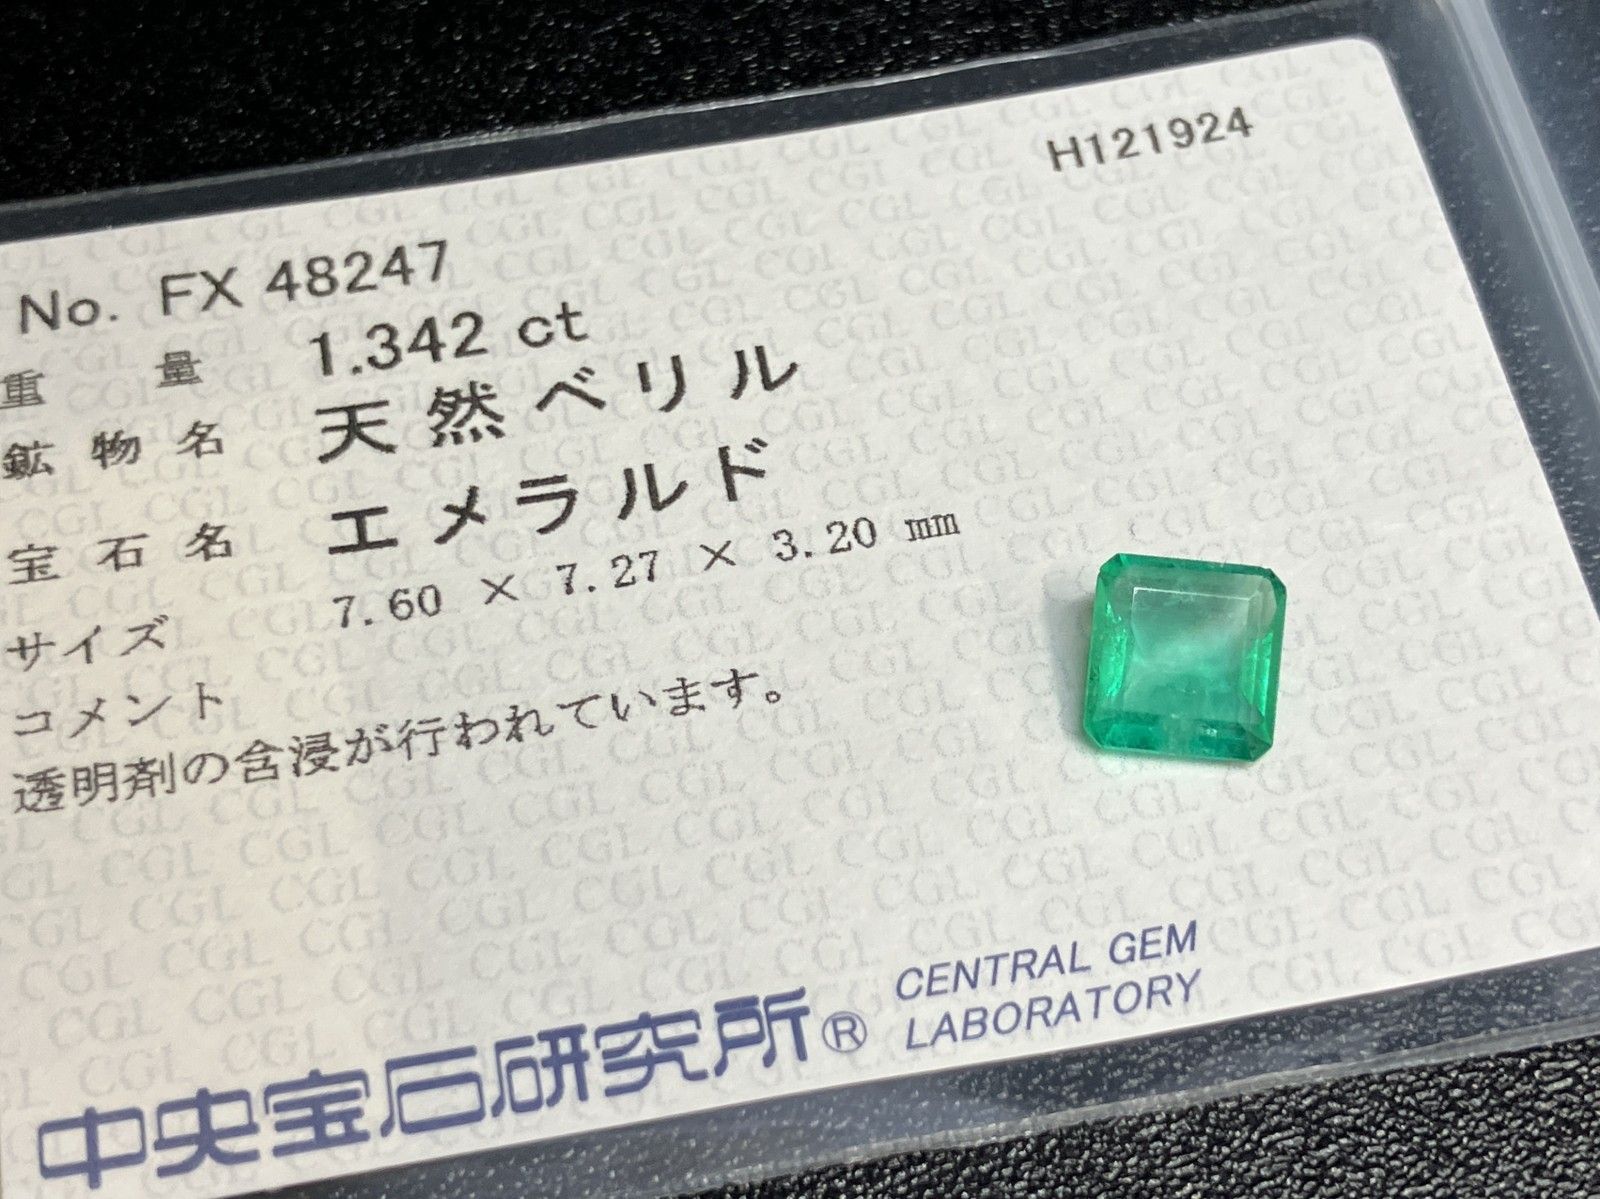 H121924
No. FX 48247
重量 1.342 ct
鉱物名 天然ベリル
宝石名 エメラルド
サイズ 7.60 × 7.27 × 3.20 mm
コメント
透明剤の含浸が行われています。
中央宝石研究所® CENTRAL GEM
LABORATORY